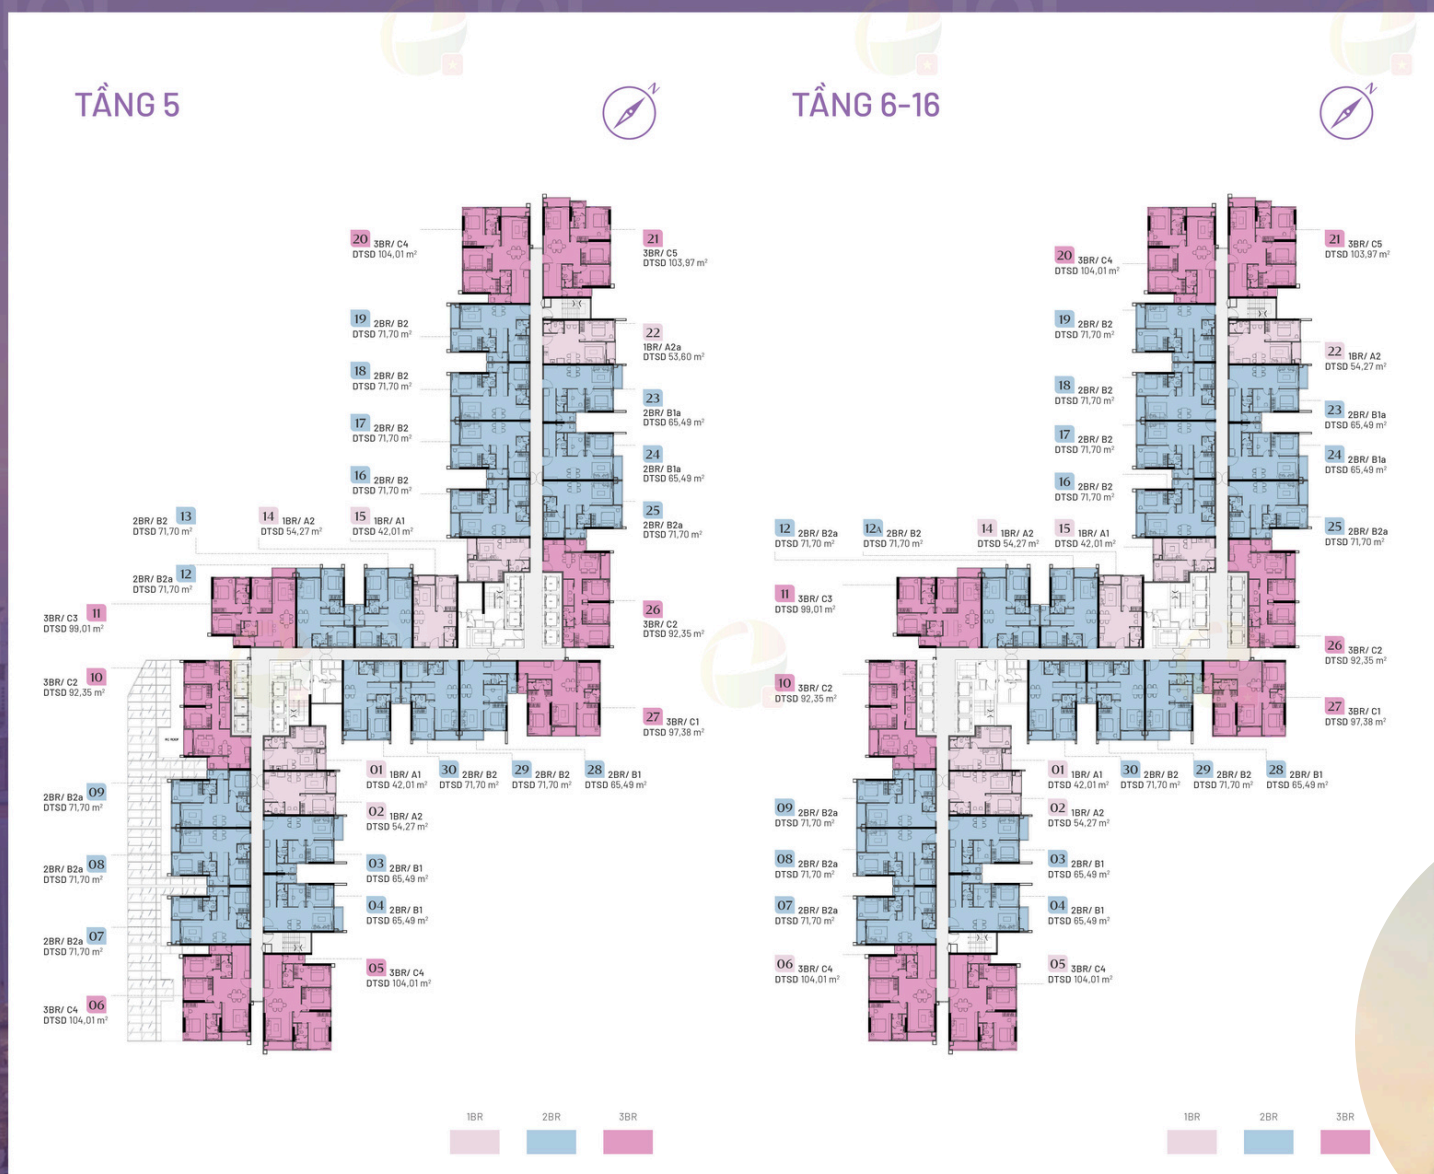 TẦNG 5
N
20 3BR/ C4
DTSD 104,01 m²
21
3BR/ C5
DTSD 103,97 m²
19 2BR/ B2
DTSD 71,70 m²
22
1BR/ A2a
DTSD 53,60 m²
18 2BR/ B2
DTSD 71,70 m²
23
2BR/ B1a
DTSD 65,49 m²
17 2BR/ B2
DTSD 71,70 m²
24
2BR/ B1a
DTSD 65,49 m²
16 2BR/ B2
DTSD 71,70 m²
25
2BR/ B2a
DTSD 71,70 m²
2BR/ B2 13
DTSD 71,70 m²
14 1BR/ A2
DTSD 54,27 m²
15 1BR/ A1
DTSD 42,01 m²
2BR/ B2a 12
DTSD 71,70 m²
3BR/ C3 11
DTSD 99,01 m²
26
3BR/ C2
DTSD 92,35 m²
3BR/ C2 10
DTSD 92,35 m²
27 3BR/ C1
DTSD 97,38 m²
01 1BR/ A1
DTSD 42,01 m²
30 2BR/ B2
DTSD 71,70 m²
29 2BR/ B2
DTSD 71,70 m²
28 2BR/ B1
DTSD 65,49 m²
2BR/ B2a 09
DTSD 71,70 m²
02 1BR/ A2
DTSD 54,27 m²
2BR/ B2a 08
DTSD 71,70 m²
03 2BR/ B1
DTSD 65,49 m²
04 2BR/ B1
DTSD 65,49 m²
2BR/ B2a 07
DTSD 71,70 m²
05 3BR/ C4
DTSD 104,01 m²
3BR/ C4 06
DTSD 104,01 m²
1BR 2BR 3BR
TẦNG 6-16
N
20 3BR/ C4
DTSD 104,01 m²
21 3BR/ C5
DTSD 103,97 m²
19 2BR/ B2
DTSD 71,70 m²
22 1BR/ A2
DTSD 54,27 m²
18 2BR/ B2
DTSD 71,70 m²
23 2BR/ B1a
DTSD 65,49 m²
17 2BR/ B2
DTSD 71,70 m²
24 2BR/ B1a
DTSD 65,49 m²
16 2BR/ B2
DTSD 71,70 m²
25 2BR/ B2a
DTSD 71,70 m²
12 2BR/ B2a
DTSD 71,70 m²
12A 2BR/ B2
DTSD 71,70 m²
14 1BR/ A2
DTSD 54,27 m²
15 1BR/ A1
DTSD 42,01 m²
11 3BR/ C3
DTSD 99,01 m²
26 3BR/ C2
DTSD 92,35 m²
10 3BR/ C2
DTSD 92,35 m²
27 3BR/ C1
DTSD 97,38 m²
01 1BR/ A1
DTSD 42,01 m²
30 2BR/ B2
DTSD 71,70 m²
29 2BR/ B2
DTSD 71,70 m²
28 2BR/ B1
DTSD 65,49 m²
09 2BR/ B2a
DTSD 71,70 m²
02 1BR/ A2
DTSD 54,27 m²
08 2BR/ B2a
DTSD 71,70 m²
03 2BR/ B1
DTSD 65,49 m²
07 2BR/ B2a
DTSD 71,70 m²
04 2BR/ B1
DTSD 65,49 m²
06 3BR/ C4
DTSD 104,01 m²
05 3BR/ C4
DTSD 104,01 m²
1BR 2BR 3BR